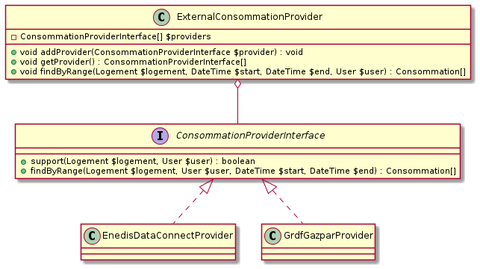 C ExternalConsommationProvider
ConsommationProviderInterface[] $providers
void addProvider(ConsommationProviderInterface $provider) : void
void getProvider() : ConsommationProviderInterface[]
void findByRange(Logement $logement, DateTime $start, DateTime $end, User $user) : Consommation[]
I ConsommationProviderInterface
support(Logement $logement, User $user) : boolean
findByRange(Logement $logement, User $user, DateTime $start, DateTime $end) : Consommation[]
C EnedisDataConnectProvider
C GrdfGazparProvider